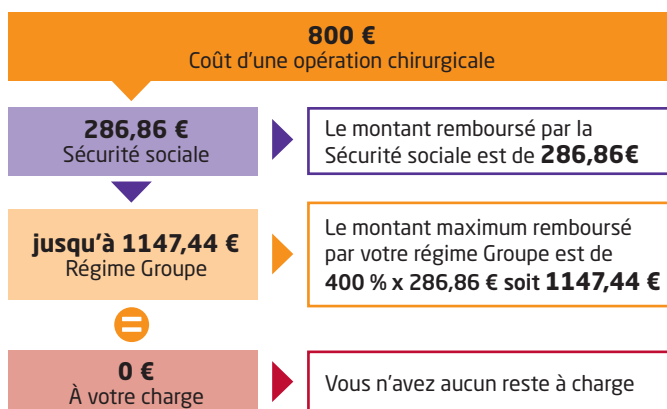 800 €
Coût d'une opération chirurgicale
286,86 €
Sécurité sociale
Le montant remboursé par la
Sécurité sociale est de 286,86€
jusqu'à 1147,44 €
Régime Groupe
Le montant maximum remboursé
par votre régime Groupe est de
400 % x 286,86 € soit 1147,44 €
=
0 €
À votre charge
Vous n'avez aucun reste à charge